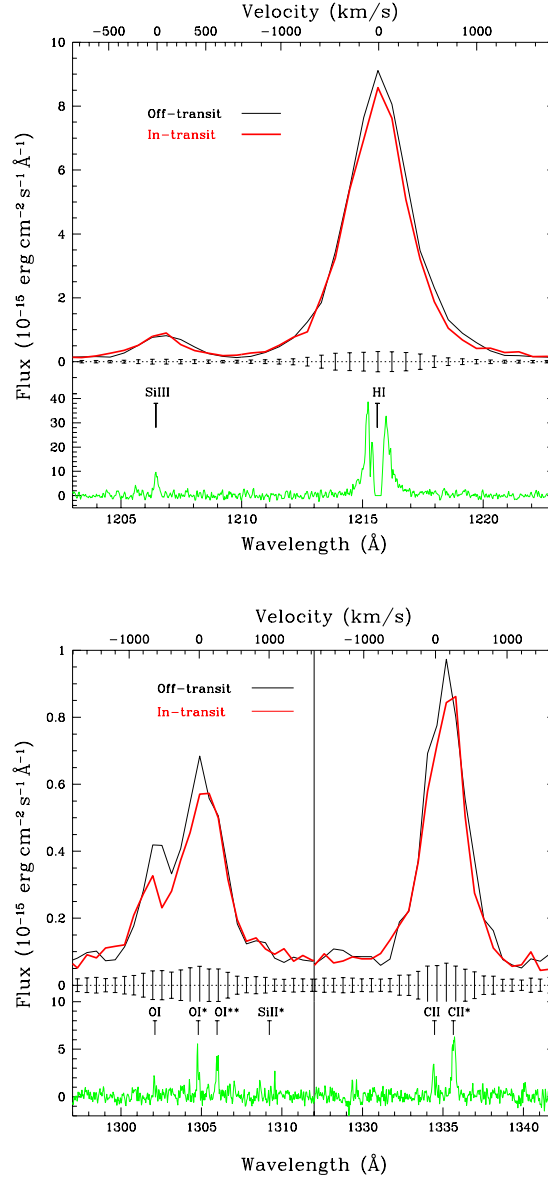 Velocity (km/s)
−500 0 500 −1000 0 1000
10
8
6
4
2
0
Off−transit
In−transit
Flux (10⁻¹⁵ erg cm⁻² s⁻¹ Å⁻¹)
SiIII HI
40
30
20
10
0
1205 1210 1215 1220
Wavelength (Å)
Velocity (km/s)
−1000 0 1000 −1000 0 1000
1
0.8
0.6
0.4
0.2
0
Off−transit
In−transit
Flux (10⁻¹⁵ erg cm⁻² s⁻¹ Å⁻¹)
10
OI OI* OI** SiII* CII CII*
5
0
1300 1305 1310 1330 1335 1340
Wavelength (Å)